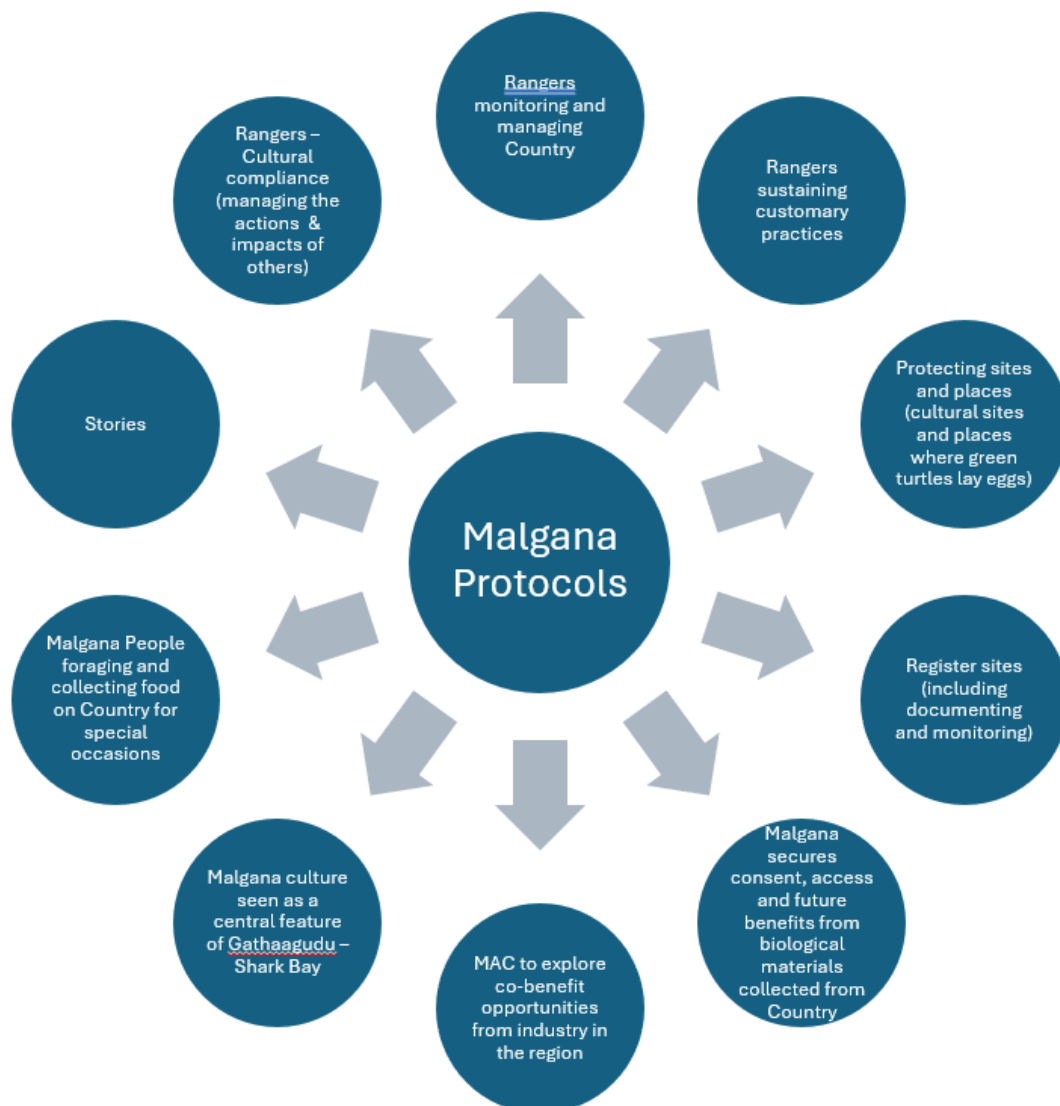 Rangers
monitoring and
managing
Country
Rangers
sustaining
customary
practices
Protecting sites
and places
(cultural sites
and places
where green
turtles lay eggs)
Register sites
(including
documenting
and monitoring)
Malgana
secures
consent, access
and future
benefits from
biological
materials
collected from
Country
MAC to explore
co-benefit
opportunities
from industry in
the region
Malgana culture
seen as a
central feature
of Gathaagudu –
Shark Bay
Malgana People
foraging and
collecting food
on Country for
special
occasions
Stories
Rangers –
Cultural
compliance
(managing the
actions & 
impacts of
others)
Malgana
Protocols